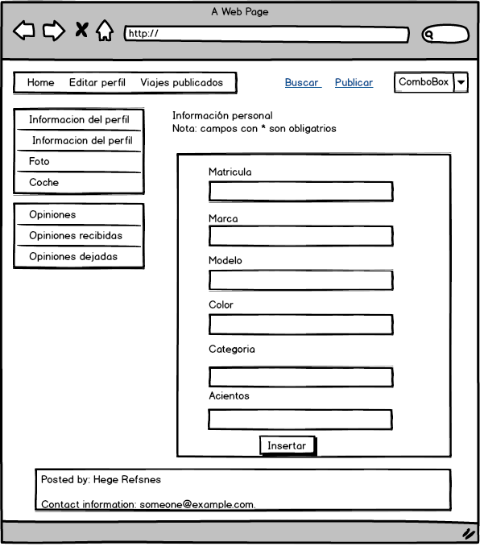 A Web Page
http://
Home Editar perfil Viajes publicados Buscar Publicar ComboBox
Informacion del perfil
Informacion del perfil
Foto
Coche
Opiniones
Opiniones recibidas
Opiniones dejadas
Información personal
Nota: campos con * son obligatrios
Matricula
Marca
Modelo
Color
Categoria
Acientos
Insertar
Posted by: Hege Refsnes
Contact information: someone@example.com.